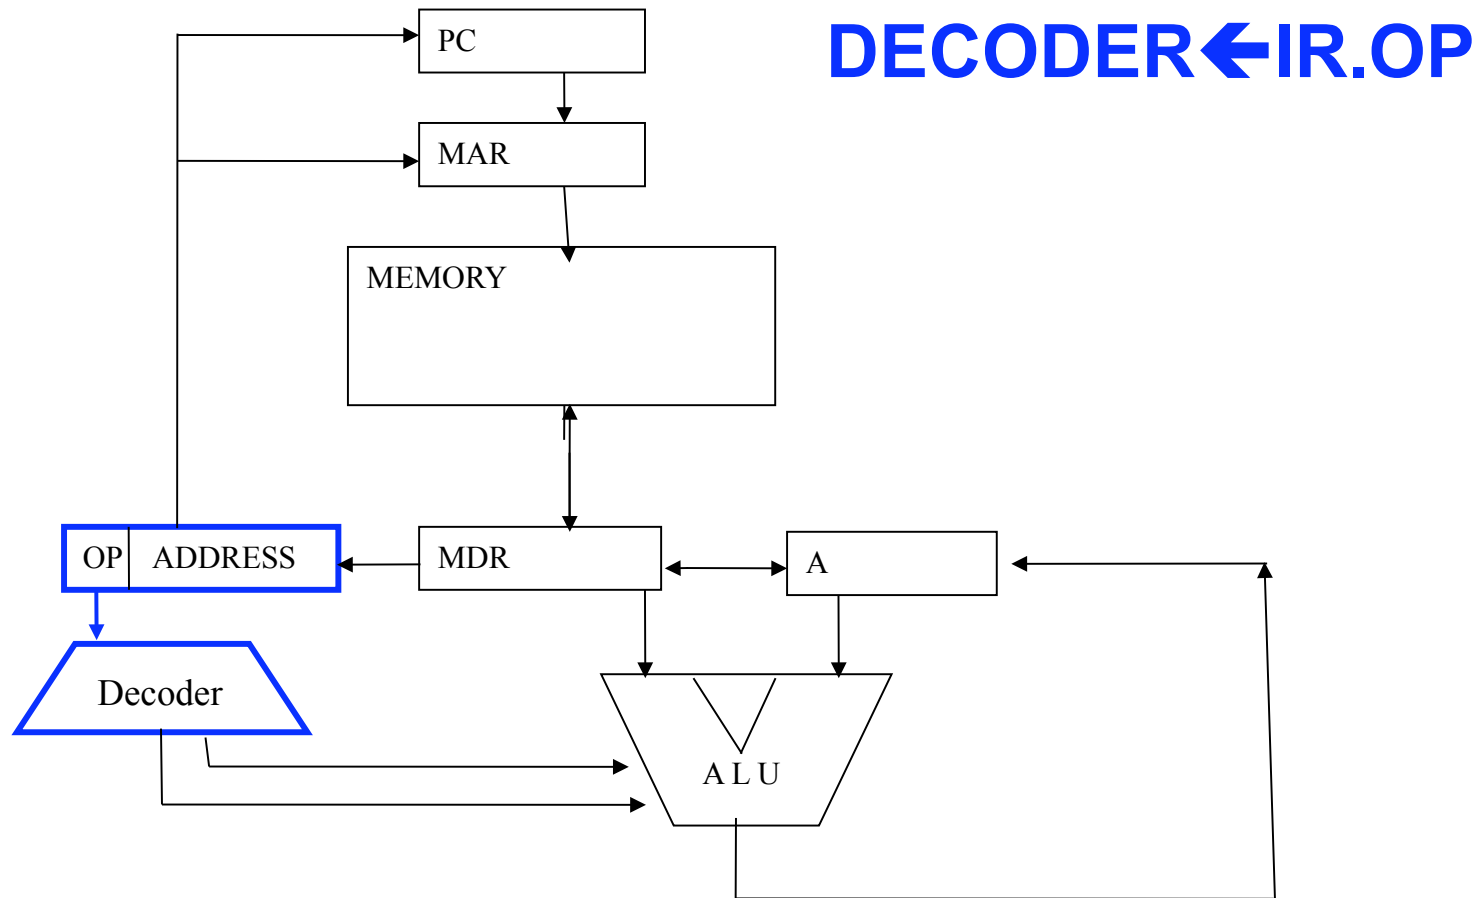 PC
DECODER←IR.OP
MAR
MEMORY
OP ADDRESS
MDR
A
Decoder
A L U